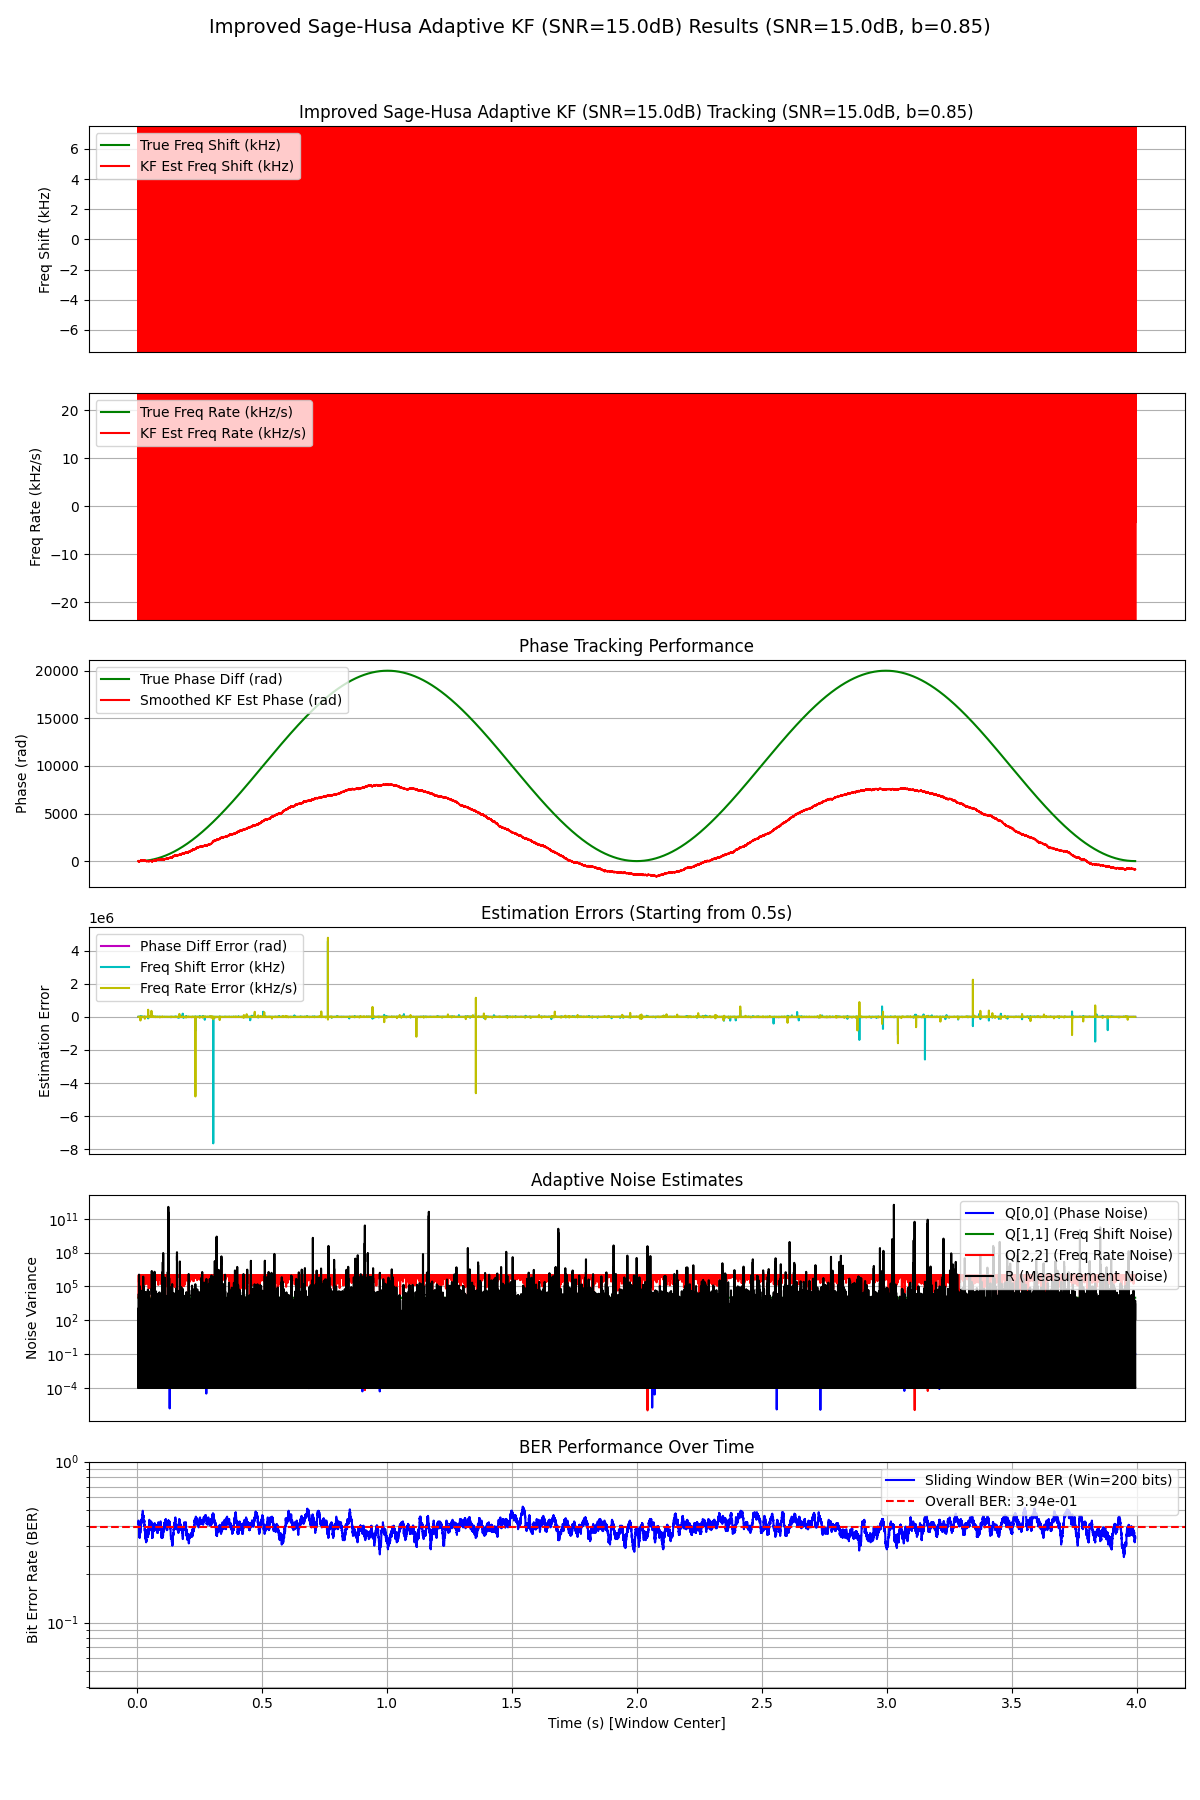 Improved Sage-Husa Adaptive KF (SNR=15.0dB) Results (SNR=15.0dB, b=0.85)
Improved Sage-Husa Adaptive KF (SNR=15.0dB) Tracking (SNR=15.0dB, b=0.85)
True Freq Shift (kHz)
KF Est Freq Shift (kHz)
Freq Shift (kHz)
6
4
2
0
−2
−4
−6
True Freq Rate (kHz/s)
KF Est Freq Rate (kHz/s)
Freq Rate (kHz/s)
20
10
0
−10
−20
Phase Tracking Performance
True Phase Diff (rad)
Smoothed KF Est Phase (rad)
Phase (rad)
20000
15000
10000
5000
0
Estimation Errors (Starting from 0.5s)
1e6
Phase Diff Error (rad)
Freq Shift Error (kHz)
Freq Rate Error (kHz/s)
Estimation Error
4
2
0
−2
−4
−6
−8
Adaptive Noise Estimates
Q[0,0] (Phase Noise)
Q[1,1] (Freq Shift Noise)
Q[2,2] (Freq Rate Noise)
R (Measurement Noise)
Noise Variance
10^11
10^8
10^5
10^2
10^−1
10^−4
BER Performance Over Time
Sliding Window BER (Win=200 bits)
Overall BER: 3.94e-01
Bit Error Rate (BER)
10^0
10^−1
0.0 0.5 1.0 1.5 2.0 2.5 3.0 3.5 4.0
Time (s) [Window Center]